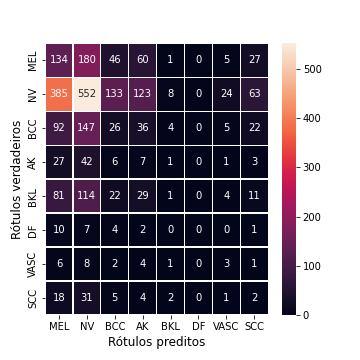 Rótulos verdadeiros
MEL 134 180 46 60 1 0 5 27
NV 385 552 133 123 8 0 24 63
BCC 92 147 26 36 4 0 5 22
AK 27 42 6 7 1 0 1 3
BKL 81 114 22 29 1 0 4 11
DF 10 7 4 2 0 0 0 1
VASC 6 8 2 4 1 0 3 1
SCC 18 31 5 4 2 0 1 2
MEL NV BCC AK BKL DF VASC SCC
Rótulos preditos
500
400
300
200
100
0